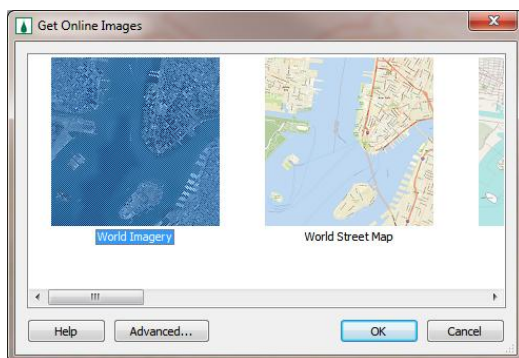 Get Online Images
World Imagery
World Street Map
Help
Advanced...
OK
Cancel